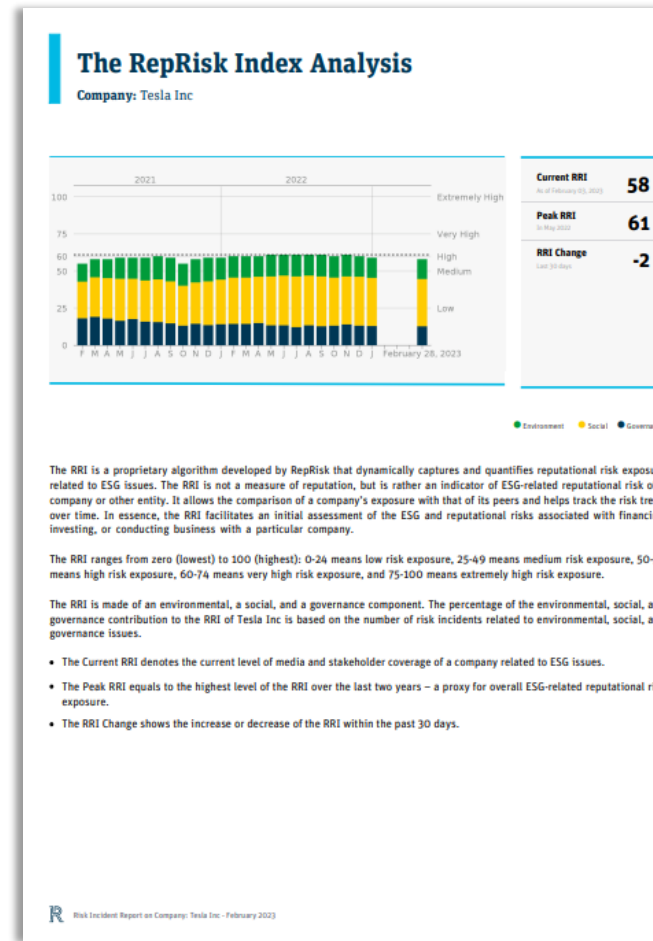 The RepRisk Index Analysis
Company: Tesla Inc
2021 2022
100
75
60
50
25
0
Extremely High
Very High
High
Medium
Low
F M A M J J A S O N D J F M A M J J A S O N D J February 28, 2023
Current RRI 58
As of February 03, 2023
Peak RRI 61
In May 2022
RRI Change -2
Last 30 days
Environment Social Governa
The RRI is a proprietary algorithm developed by RepRisk that dynamically captures and quantifies reputational risk exposu
related to ESG issues. The RRI is not a measure of reputation, but is rather an indicator of ESG-related reputational risk o
company or other entity. It allows the comparison of a company's exposure with that of its peers and helps track the risk tre
over time. In essence, the RRI facilitates an initial assessment of the ESG and reputational risks associated with financi
investing, or conducting business with a particular company.
The RRI ranges from zero (lowest) to 100 (highest): 0-24 means low risk exposure, 25-49 means medium risk exposure, 50-
means high risk exposure, 60-74 means very high risk exposure, and 75-100 means extremely high risk exposure.
The RRI is made of an environmental, a social, and a governance component. The percentage of the environmental, social, a
governance contribution to the RRI of Tesla Inc is based on the number of risk incidents related to environmental, social, a
governance issues.
• The Current RRI denotes the current level of media and stakeholder coverage of a company related to ESG issues.
• The Peak RRI equals to the highest level of the RRI over the last two years – a proxy for overall ESG-related reputational ri
exposure.
• The RRI Change shows the increase or decrease of the RRI within the past 30 days.
R Risk Incident Report on Company: Tesla Inc - February 2023